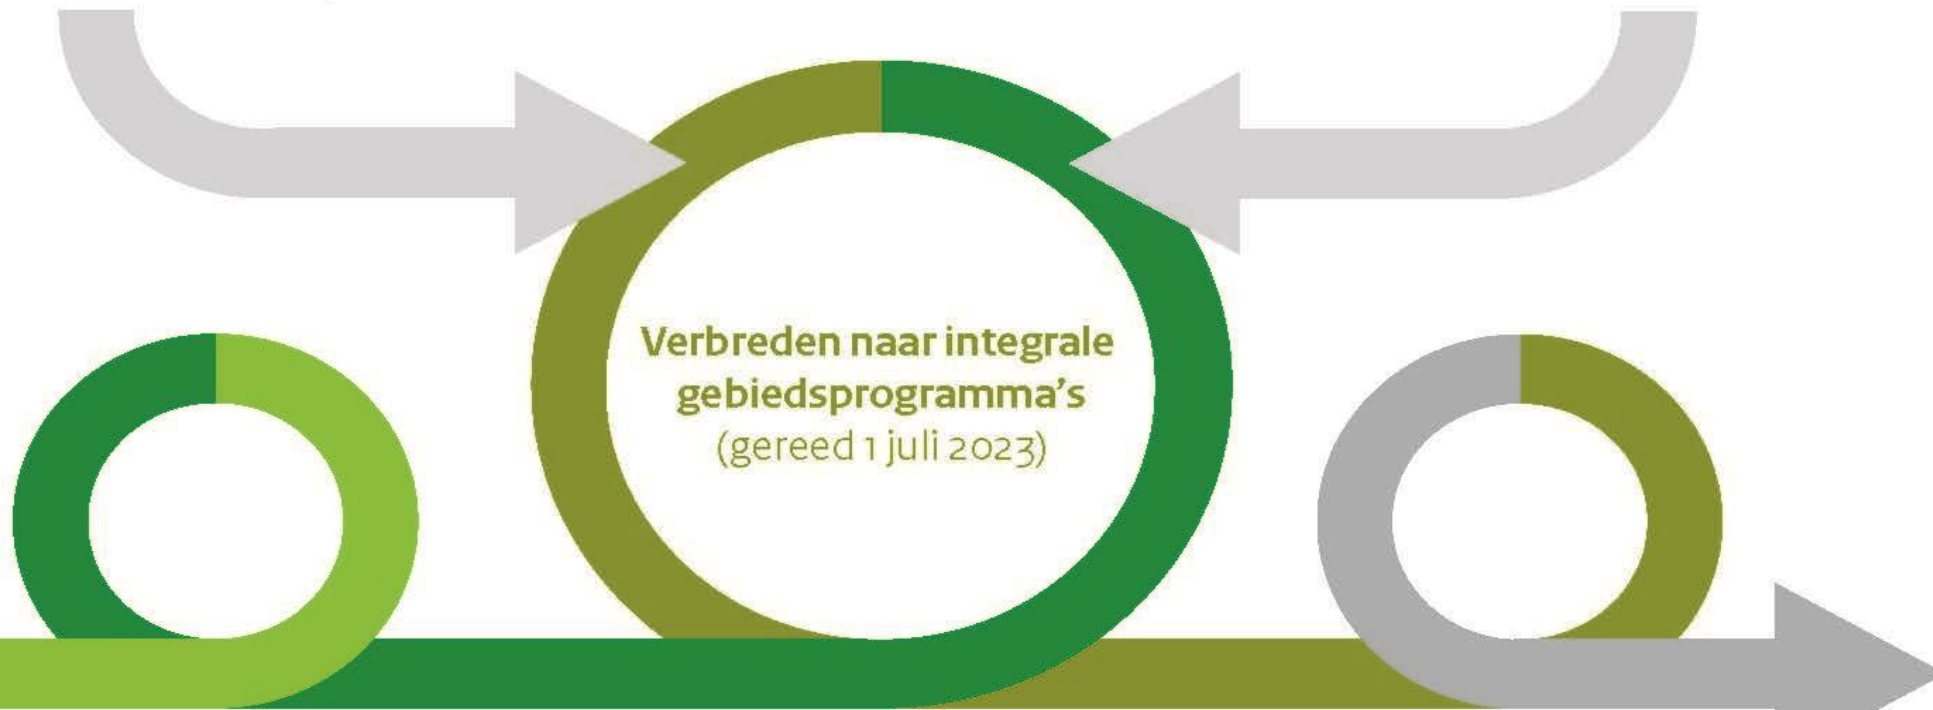 Verbreden naar integrale
gebiedsprogramma's
(gereed 1 juli 2023)